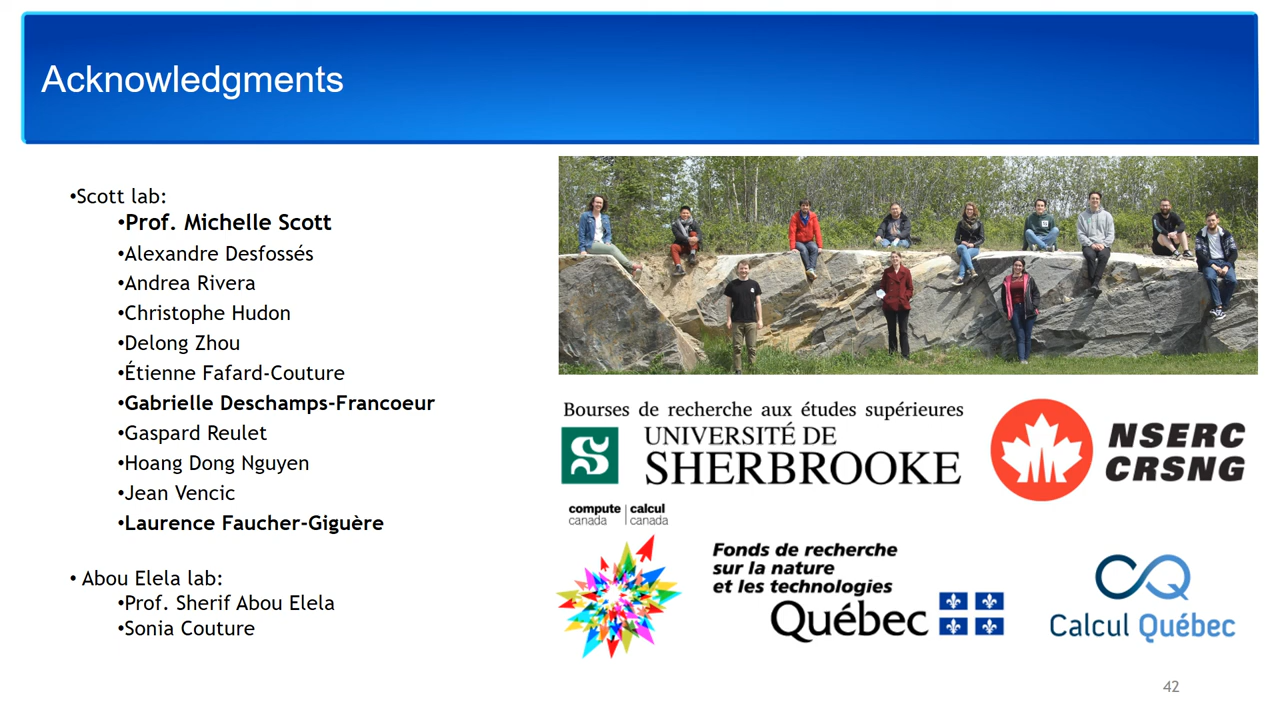 Acknowledgments
•Scott lab:
•Prof. Michelle Scott
•Alexandre Desfossés
•Andrea Rivera
•Christophe Hudon
•Delong Zhou
•Étienne Fafard-Couture
•Gabrielle Deschamps-Francoeur
•Gaspard Reulet
•Hoang Dong Nguyen
•Jean Vencic
•Laurence Faucher-Giguère
• Abou Elela lab:
•Prof. Sherif Abou Elela
•Sonia Couture
Bourses de recherche aux études supérieures
UNIVERSITÉ DE
SHERBROOKE
NSERC
CRSNG
compute | calcul
canada | canada
Fonds de recherche
sur la nature
et les technologies
Québec
CQ
Calcul Québec
42